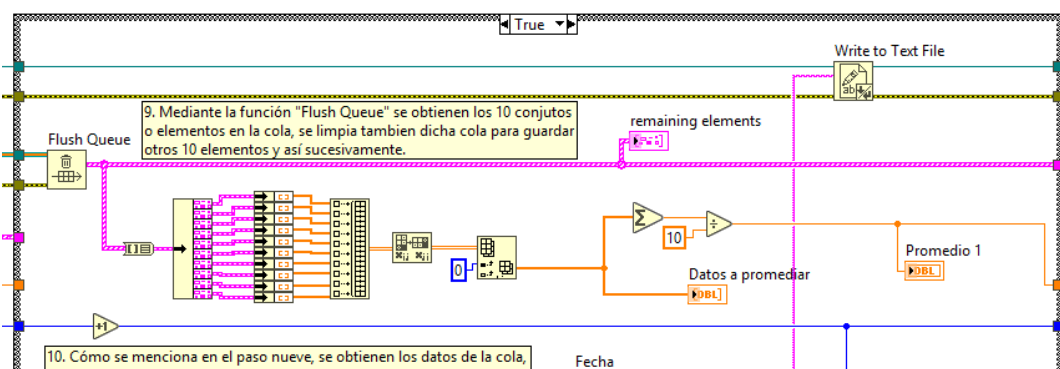 True
Write to Text File
9. Mediante la función "Flush Queue" se obtienen los 10 conjutos
o elementos en la cola, se limpia tambien dicha cola para guardar
otros 10 elementos y así sucesivamente.
remaining elements
Flush Queue
10
Promedio 1
DBL
0
Datos a promediar
DBL
+1
10. Cómo se menciona en el paso nueve, se obtienen los datos de la cola,
Fecha